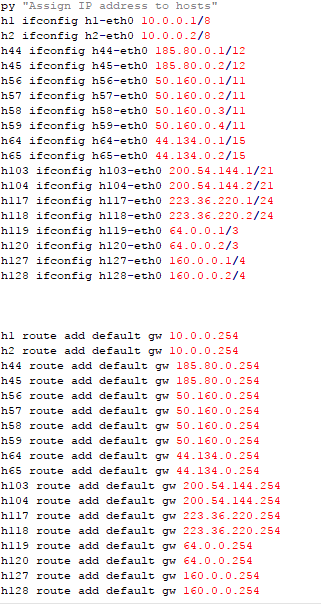 py "Assign IP address to hosts"
h1 ifconfig h1-eth0 10.0.0.1/8
h2 ifconfig h2-eth0 10.0.0.2/8
h44 ifconfig h44-eth0 185.80.0.1/12
h45 ifconfig h45-eth0 185.80.0.2/12
h56 ifconfig h56-eth0 50.160.0.1/11
h57 ifconfig h57-eth0 50.160.0.2/11
h58 ifconfig h58-eth0 50.160.0.3/11
h59 ifconfig h59-eth0 50.160.0.4/11
h64 ifconfig h64-eth0 44.134.0.1/15
h65 ifconfig h65-eth0 44.134.0.2/15
h103 ifconfig h103-eth0 200.54.144.1/21
h104 ifconfig h104-eth0 200.54.144.2/21
h117 ifconfig h117-eth0 223.36.220.1/24
h118 ifconfig h118-eth0 223.36.220.2/24
h119 ifconfig h119-eth0 64.0.0.1/3
h120 ifconfig h120-eth0 64.0.0.2/3
h127 ifconfig h127-eth0 160.0.0.1/4
h128 ifconfig h128-eth0 160.0.0.2/4
h1 route add default gw 10.0.0.254
h2 route add default gw 10.0.0.254
h44 route add default gw 185.80.0.254
h45 route add default gw 185.80.0.254
h56 route add default gw 50.160.0.254
h57 route add default gw 50.160.0.254
h58 route add default gw 50.160.0.254
h59 route add default gw 50.160.0.254
h64 route add default gw 44.134.0.254
h65 route add default gw 44.134.0.254
h103 route add default gw 200.54.144.254
h104 route add default gw 200.54.144.254
h117 route add default gw 223.36.220.254
h118 route add default gw 223.36.220.254
h119 route add default gw 64.0.0.254
h120 route add default gw 64.0.0.254
h127 route add default gw 160.0.0.254
h128 route add default gw 160.0.0.254